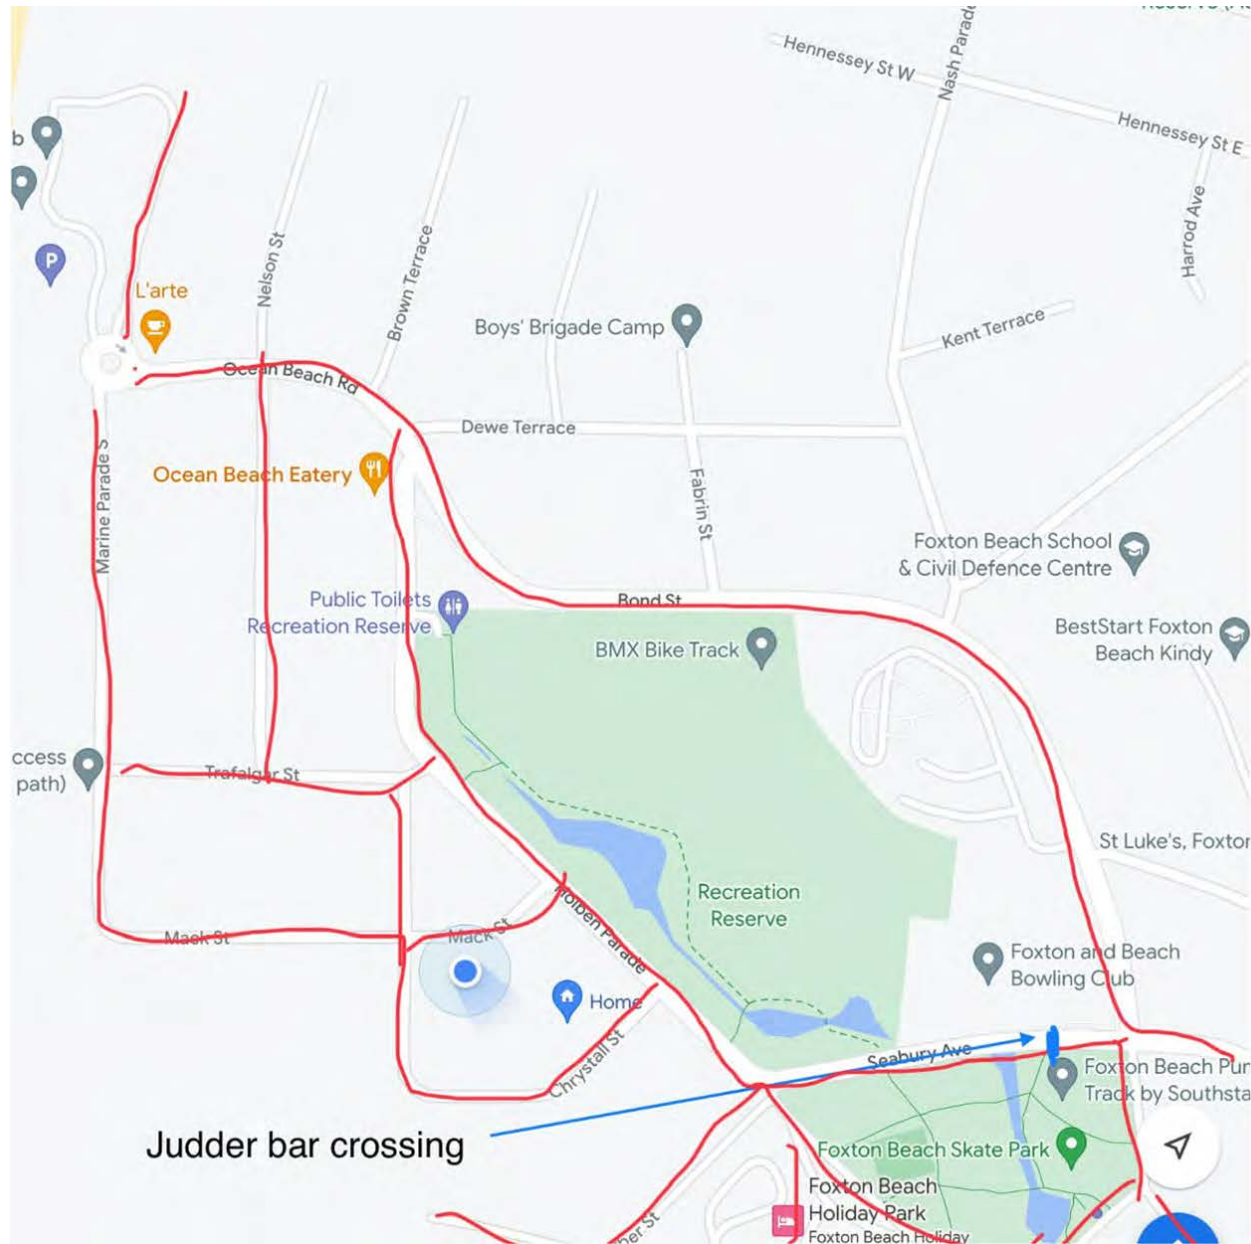 Hennessey St W
Nash Parade
Hennessey St E
b
Harrod Ave
Nelson St
Brown Terrace
P
L'arte
Boys' Brigade Camp
Kent Terrace
Ocean Beach Rd
Dewe Terrace
Marine Parade S
Ocean Beach Eatery
Fabrin St
Foxton Beach School
& Civil Defence Centre
Public Toilets
Recreation Reserve
Bond St
BMX Bike Track
BestStart Foxton
Beach Kindy
ccess
path)
Trafalgar St
St Luke's, Foxton
Recreation
Reserve
Holben Parade
Mack St
Mack St
Foxton and Beach
Bowling Club
Home
Seabury Ave
Chrystall St
Foxton Beach Pu
Track by Southsta
Judder bar crossing
Foxton Beach Skate Park
Foxton Beach
Holiday Park
Foxton Beach Holiday
ber St